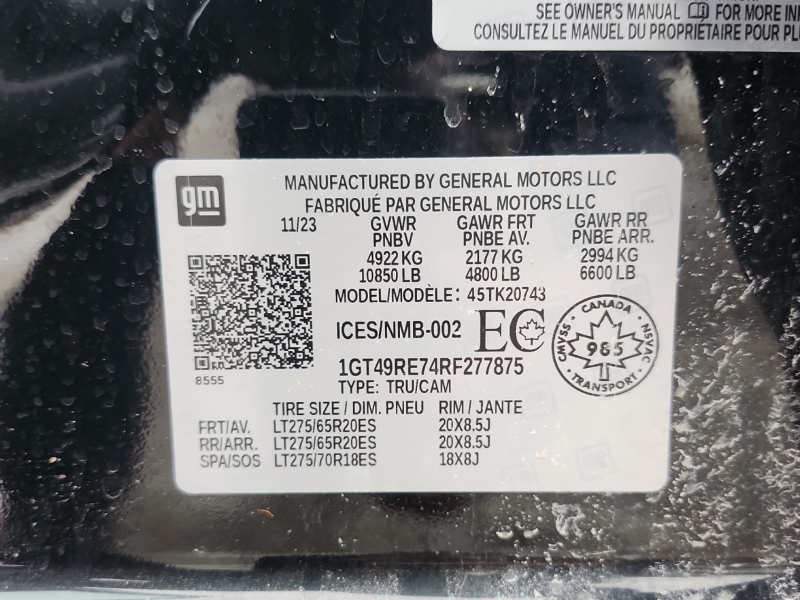 SEE OWNER'S MANUAL FOR MORE
CONSULTEZ LE MANUEL DU PROPRIÉTAIRE POUR
gm
MANUFACTURED BY GENERAL MOTORS LLC
FABRIQUÉ PAR GENERAL MOTORS LLC
11/23 GVWR GAWR FRT GAWR RR
PNBV PNBE AV. PNBE ARR.
4922 KG 2177 KG 2994 KG
10850 LB 4800 LB 6600 LB
MODEL/MODÈLE: 45TK20743
ICES/NMB-002 EC
CANADA
CMVSS NSVAC
985
TRANSPORT
1GT49RE74RF277875
8555
TYPE: TRU/CAM
TIRE SIZE / DIM. PNEU RIM / JANTE
FRT/AV. LT275/65R20ES 20X8.5J
RR/ARR. LT275/65R20ES 20X8.5J
SPA/SOS LT275/70R18ES 18X8J